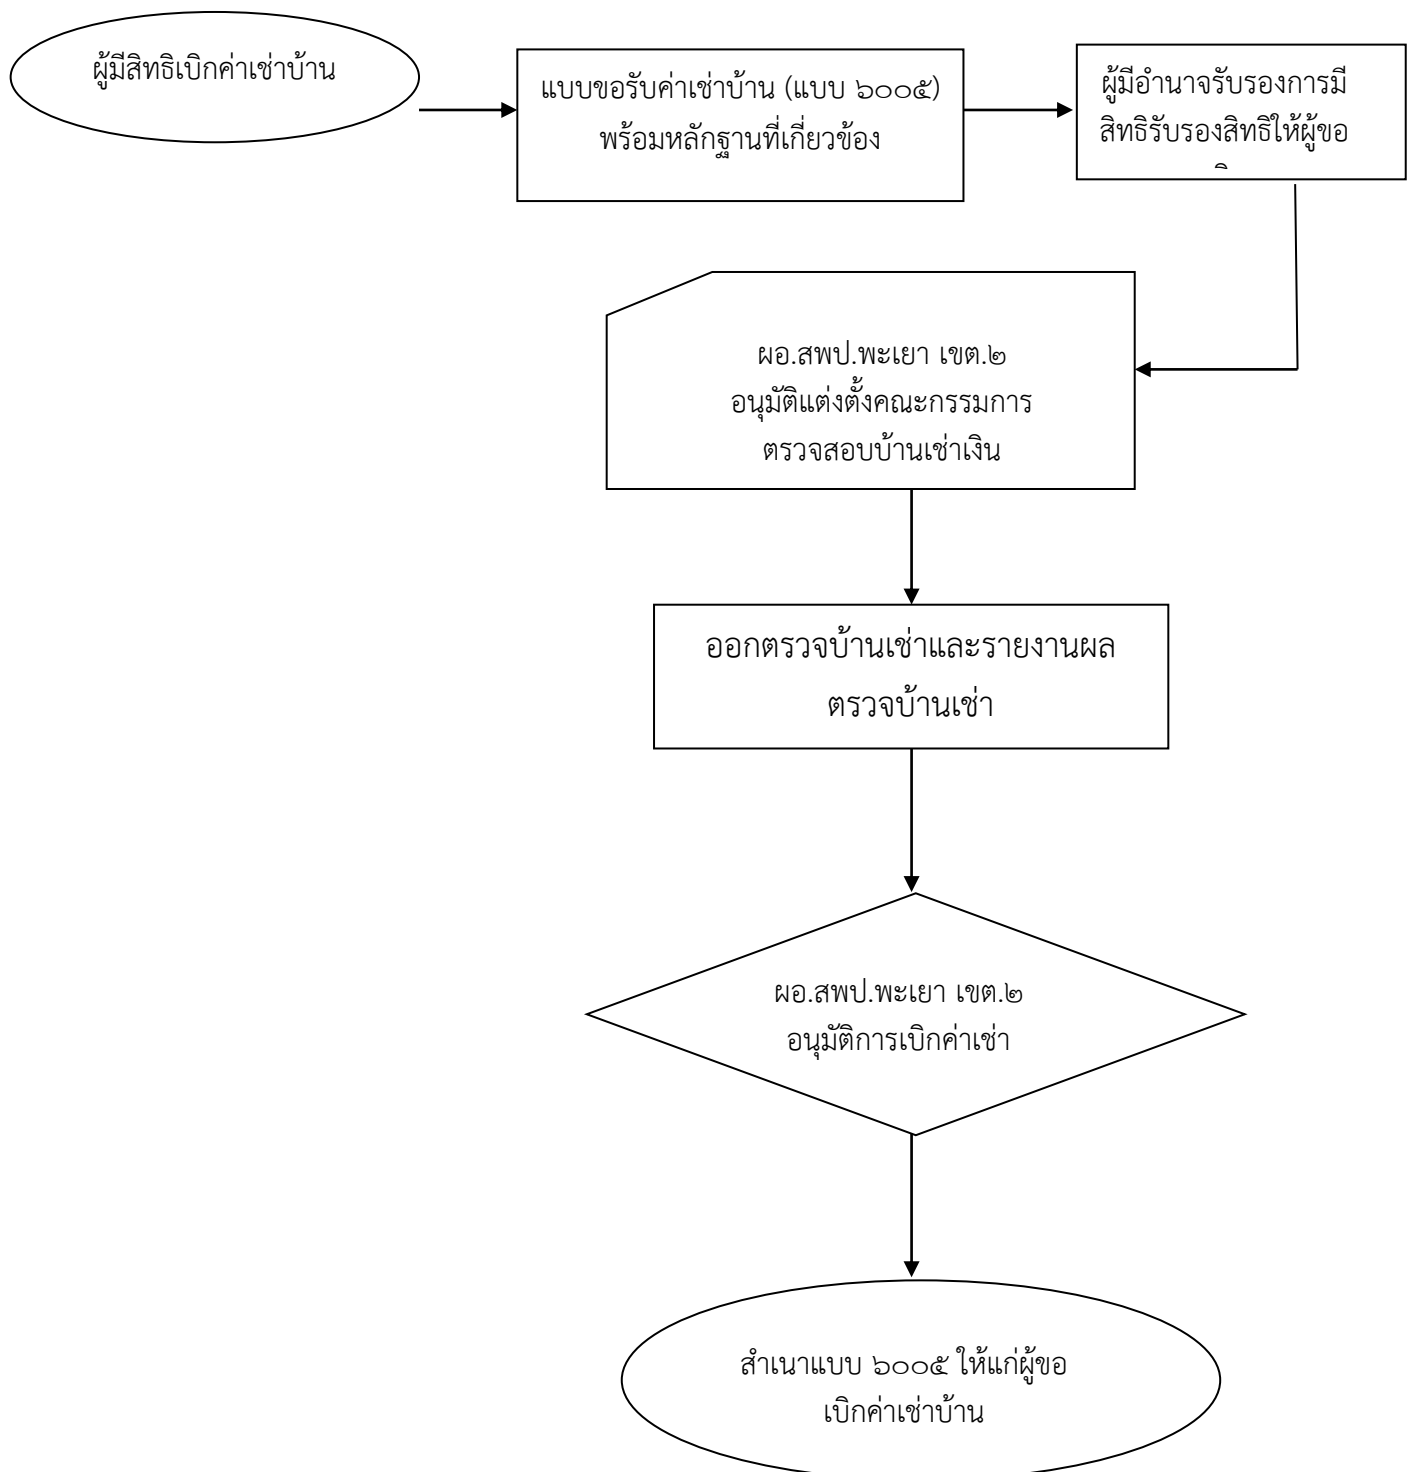 ผู้มีสิทธิเบิกค่าเช่าบ้าน
แบบขอรับค่าเช่าบ้าน (แบบ ๖๐๐๕)
พร้อมหลักฐานที่เกี่ยวข้อง
ผู้มีอำนาจรับรองการมี
สิทธิรับรองสิทธิให้ผู้ขอ
ผอ.สพป.พะเยา เขต.๒
อนุมัติแต่งตั้งคณะกรรมการ
ตรวจสอบบ้านเช่าเงิน
ออกตรวจบ้านเช่าและรายงานผล
ตรวจบ้านเช่า
ผอ.สพป.พะเยา เขต.๒
อนุมัติการเบิกค่าเช่า
สำเนาแบบ ๖๐๐๕ ให้แก่ผู้ขอ
เบิกค่าเช่าบ้าน